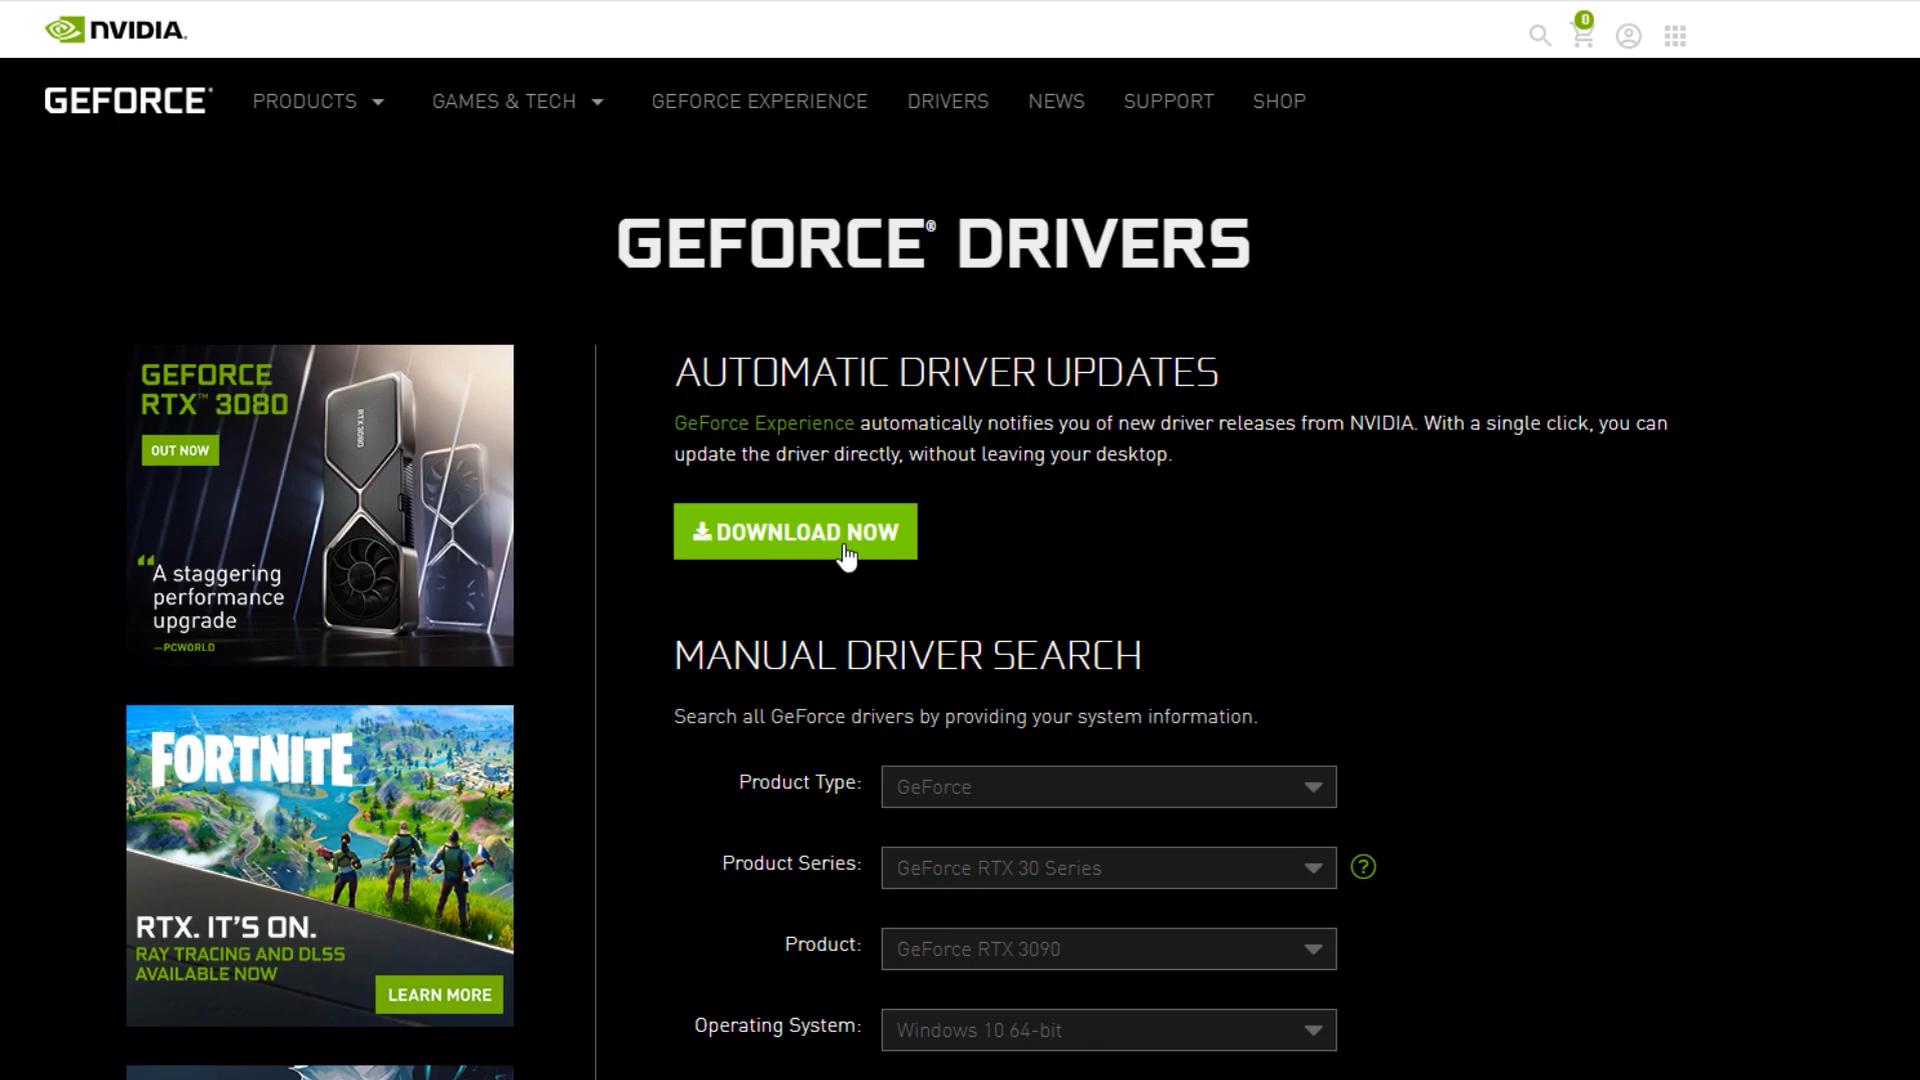 NVIDIA.
0
GEFORCE®
PRODUCTS
GAMES & TECH
GEFORCE EXPERIENCE
DRIVERS
NEWS
SUPPORT
SHOP
GEFORCE® DRIVERS
GEFORCE
RTX™ 3080
OUT NOW
“A staggering
performance
upgrade
—PCWORLD
FORTNITE
RTX. IT'S ON.
RAY TRACING AND DLSS
AVAILABLE NOW
LEARN MORE
AUTOMATIC DRIVER UPDATES
GeForce Experience automatically notifies you of new driver releases from NVIDIA. With a single click, you can
update the driver directly, without leaving your desktop.
DOWNLOAD NOW
MANUAL DRIVER SEARCH
Search all GeForce drivers by providing your system information.
Product Type: GeForce
Product Series: GeForce RTX 30 Series ?
Product: GeForce RTX 3090
Operating System: Windows 10 64-bit